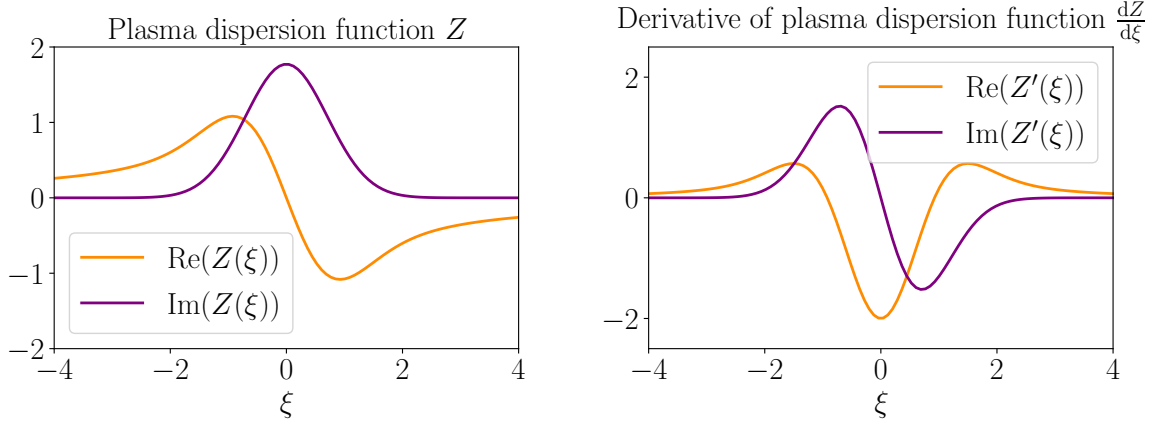 Plasma dispersion function Z
2
1
0
−1
−2
−4
−2
0
2
4
ξ
Re(Z(ξ))
Im(Z(ξ))
Derivative of plasma dispersion function dZ/dξ
2
0
−2
−4
−2
0
2
4
ξ
Re(Z′(ξ))
Im(Z′(ξ))